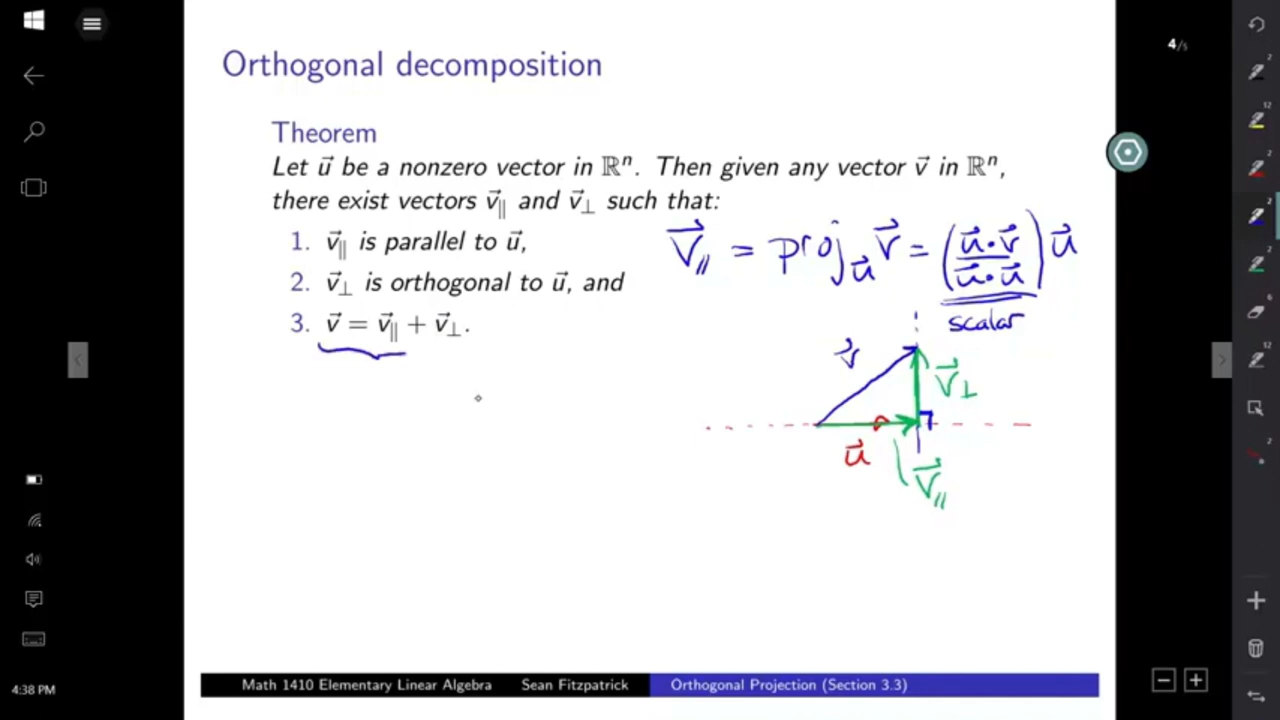 4/5
Orthogonal decomposition
Theorem
Let u⃗ be a nonzero vector in ℝⁿ. Then given any vector v⃗ in ℝⁿ,
there exist vectors v⃗∥ and v⃗⊥ such that:
1. v⃗∥ is parallel to u⃗,
2. v⃗⊥ is orthogonal to u⃗, and
3. v⃗ = v⃗∥ + v⃗⊥.
v⃗∥ = proj_u⃗ v⃗ = (u⃗·v⃗ / u⃗·u⃗) u⃗
scalar
v⃗
v⃗⊥
u⃗
v⃗∥
4:38 PM
Math 1410 Elementary Linear Algebra Sean Fitzpatrick Orthogonal Projection (Section 3.3)